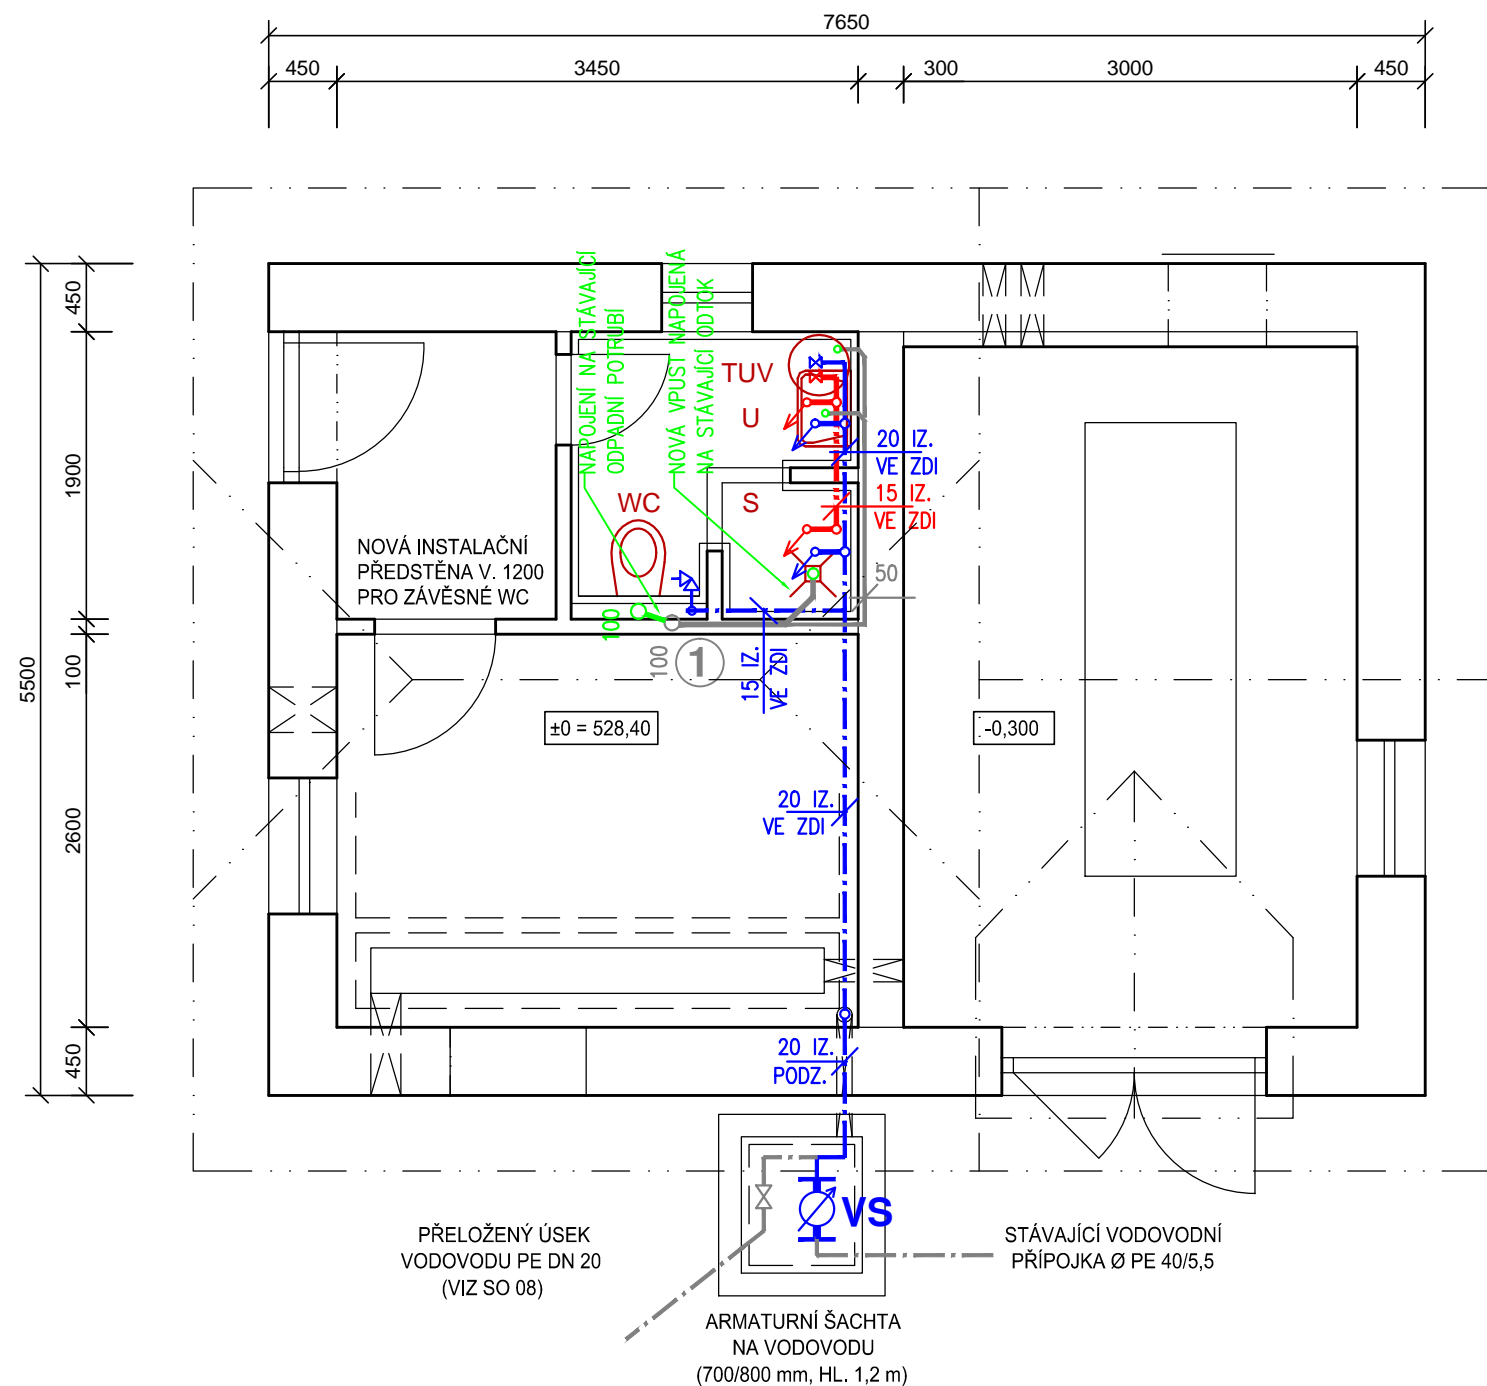 7650
450
3450
300
3000
450
5500
450
1900
100
2600
450
NAPOJENÍ NA STÁVAJÍCÍ
ODPADNÍ POTRUBÍ
NOVÁ VPUST NAPOJENÁ
NA STÁVAJÍCÍ ODTOK
TUV
U
WC
S
20 IZ.
VE ZDI
15 IZ.
VE ZDI
50
NOVÁ INSTALAČNÍ
PŘEDSTĚNA V. 1200
PRO ZÁVĚSNÉ WC
100
100
1
15 IZ.
VE ZDI
±0 = 528,40
-0,300
20 IZ.
VE ZDI
20 IZ.
PODZ.
VS
PŘELOŽENÝ ÚSEK
VODOVODU PE DN 20
(VIZ SO 08)
STÁVAJÍCÍ VODOVODNÍ
PŘÍPOJKA Ø PE 40/5,5
ARMATURNÍ ŠACHTA
NA VODOVODU
(700/800 mm, HL. 1,2 m)